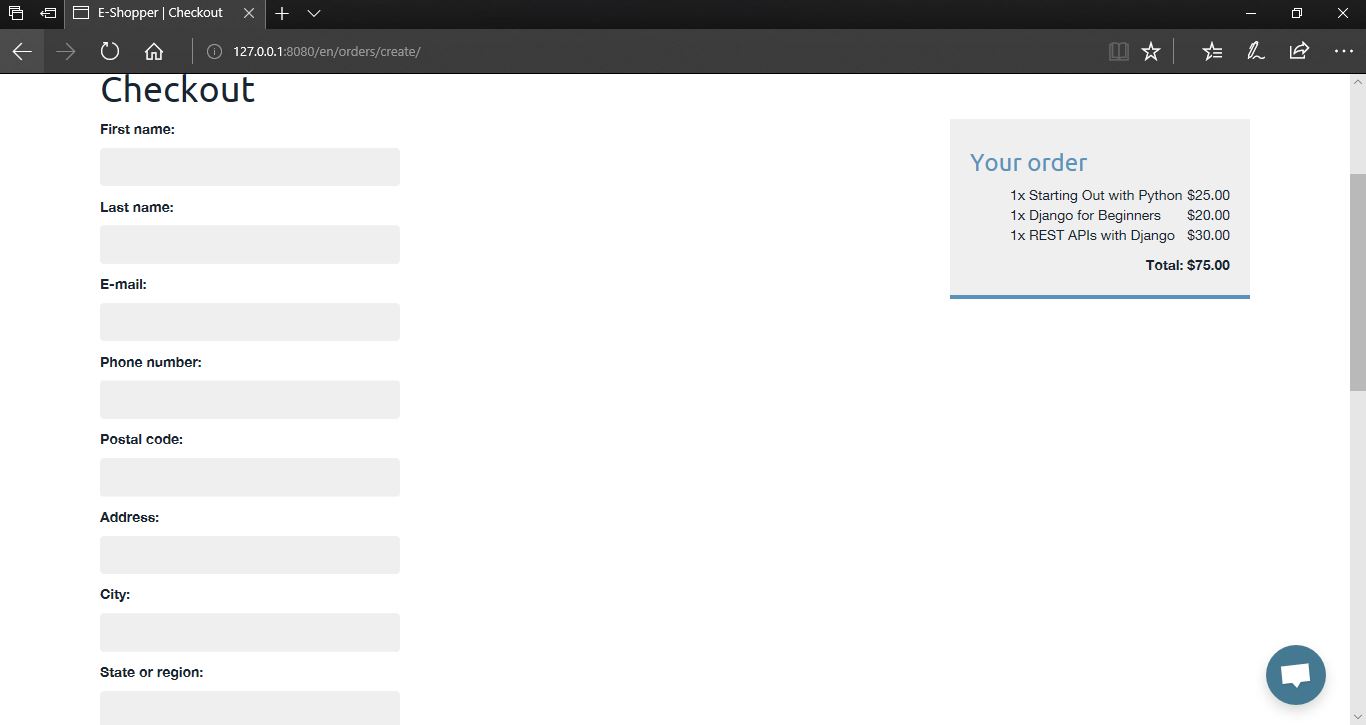 E-Shopper | Checkout
127.0.0.1:8080/en/orders/create/
Checkout
First name:
Last name:
E-mail:
Phone number:
Postal code:
Address:
City:
State or region:
Your order
1x Starting Out with Python $25.00
1x Django for Beginners $20.00
1x REST APIs with Django $30.00
Total: $75.00